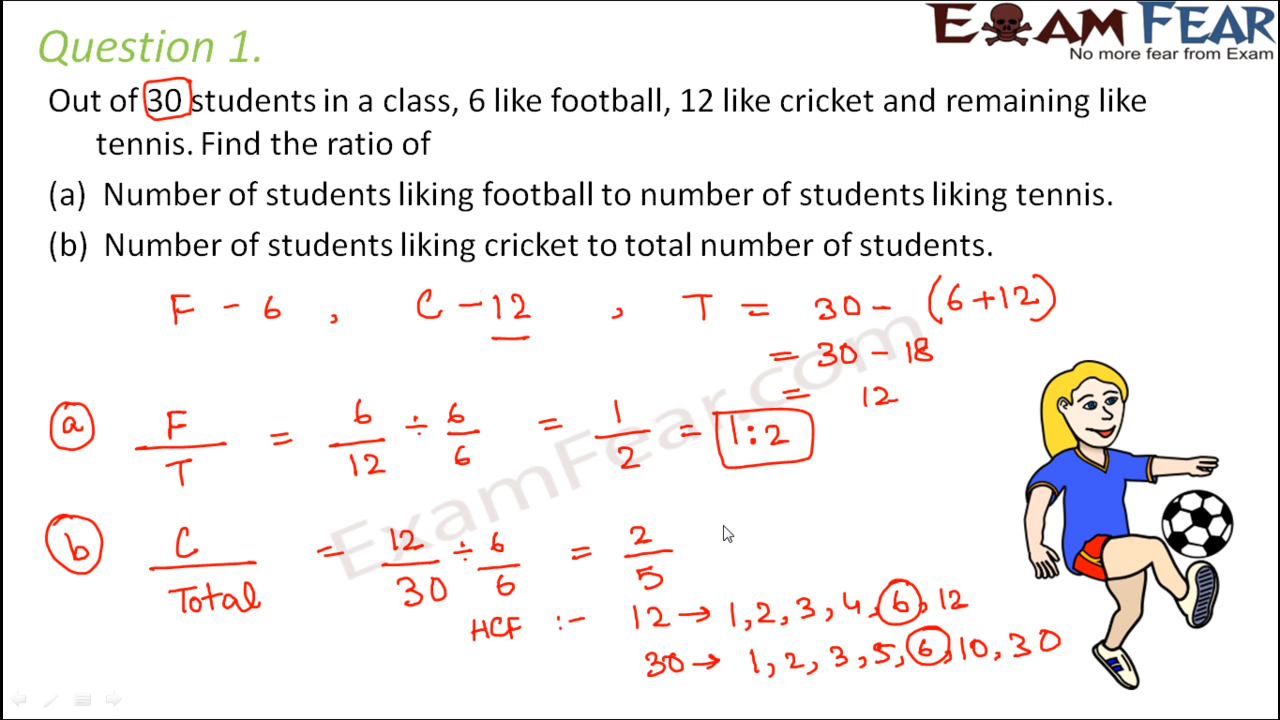 Question 1.
EXAM FEAR
No more fear from Exam
Out of 30 students in a class, 6 like football, 12 like cricket and remaining like
tennis. Find the ratio of
(a) Number of students liking football to number of students liking tennis.
(b) Number of students liking cricket to total number of students.
F - 6 , C - 12 , T = 30 - (6+12)
= 30 - 18
= 12
(a) F/T = 6/12 ÷ 6/6 = 1/2 = 1:2
(b) C/Total = 12/30 ÷ 6/6 = 2/5
HCF :- 12 → 1, 2, 3, 4, 6, 12
30 → 1, 2, 3, 5, 6, 10, 30
ExamFear.com